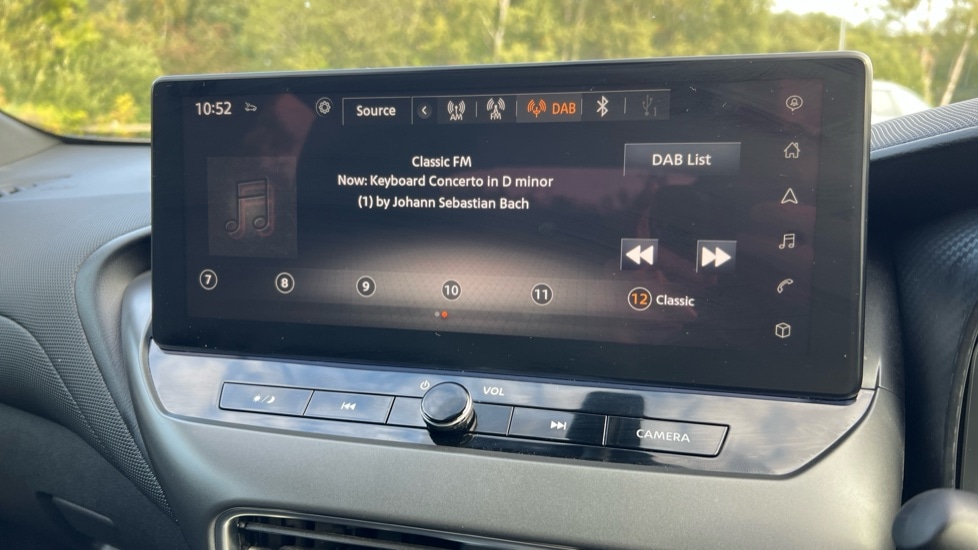 10:52 Source AM FM DAB
Classic FM
DAB List
Now: Keyboard Concerto in D minor
(1) by Johann Sebastian Bach
7 8 9 10 11 12 Classic
VOL
CAMERA